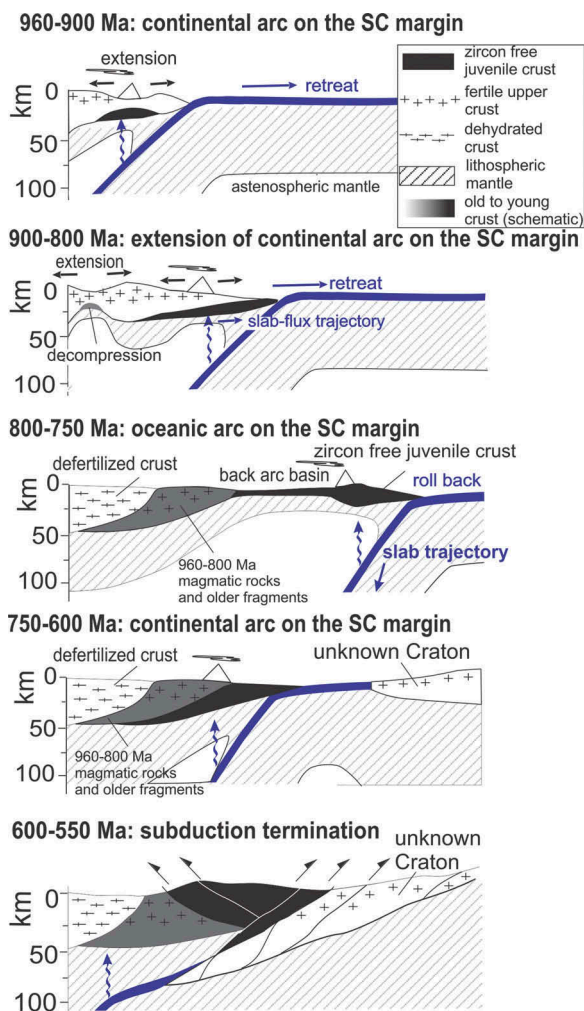 960-900 Ma: continental arc on the SC margin
extension
retreat
km
0
50
100
astenospheric mantle
zircon free
juvenile crust
fertile upper
crust
dehydrated
crust
lithospheric
mantle
old to young
crust (schematic)
900-800 Ma: extension of continental arc on the SC margin
extension
retreat
km
0
50
100
slab-flux trajectory
decompression
800-750 Ma: oceanic arc on the SC margin
zircon free juvenile crust
defertilized crust
back arc basin
roll back
km
0
50
100
960-800 Ma
magmatic rocks
and older fragments
slab trajectory
750-600 Ma: continental arc on the SC margin
defertilized crust
unknown Craton
km
0
50
100
960-800 Ma
magmatic rocks
and older fragments
600-550 Ma: subduction termination
unknown
Craton
km
0
50
100